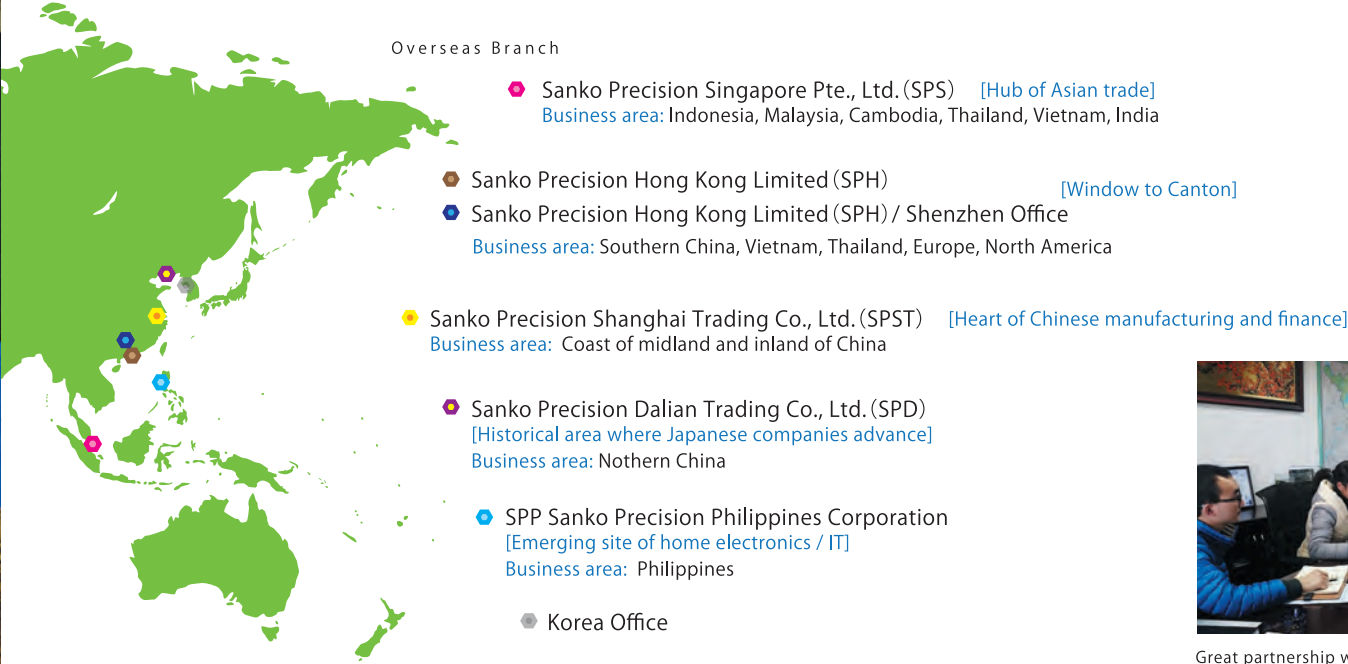 Overseas Branch
Sanko Precision Singapore Pte., Ltd.（SPS） [Hub of Asian trade]
Business area: Indonesia, Malaysia, Cambodia, Thailand, Vietnam, India
Sanko Precision Hong Kong Limited（SPH）
[Window to Canton]
Sanko Precision Hong Kong Limited（SPH）/ Shenzhen Office
Business area: Southern China, Vietnam, Thailand, Europe, North America
Sanko Precision Shanghai Trading Co., Ltd.（SPST） [Heart of Chinese manufacturing and finance]
Business area: Coast of midland and inland of China
Sanko Precision Dalian Trading Co., Ltd.（SPD）
[Historical area where Japanese companies advance]
Business area: Nothern China
SPP Sanko Precision Philippines Corporation
[Emerging site of home electronics / IT]
Business area: Philippines
Korea Office
Great partnership w